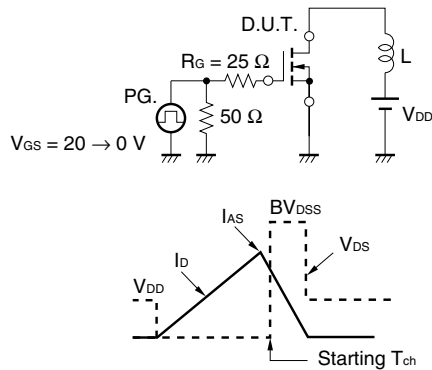 D.U.T.
RG = 25 Ω
L
PG.
50 Ω
VDD
VGS = 20 → 0 V
BVDSS
IAS
ID
VDS
VDD
Starting Tch